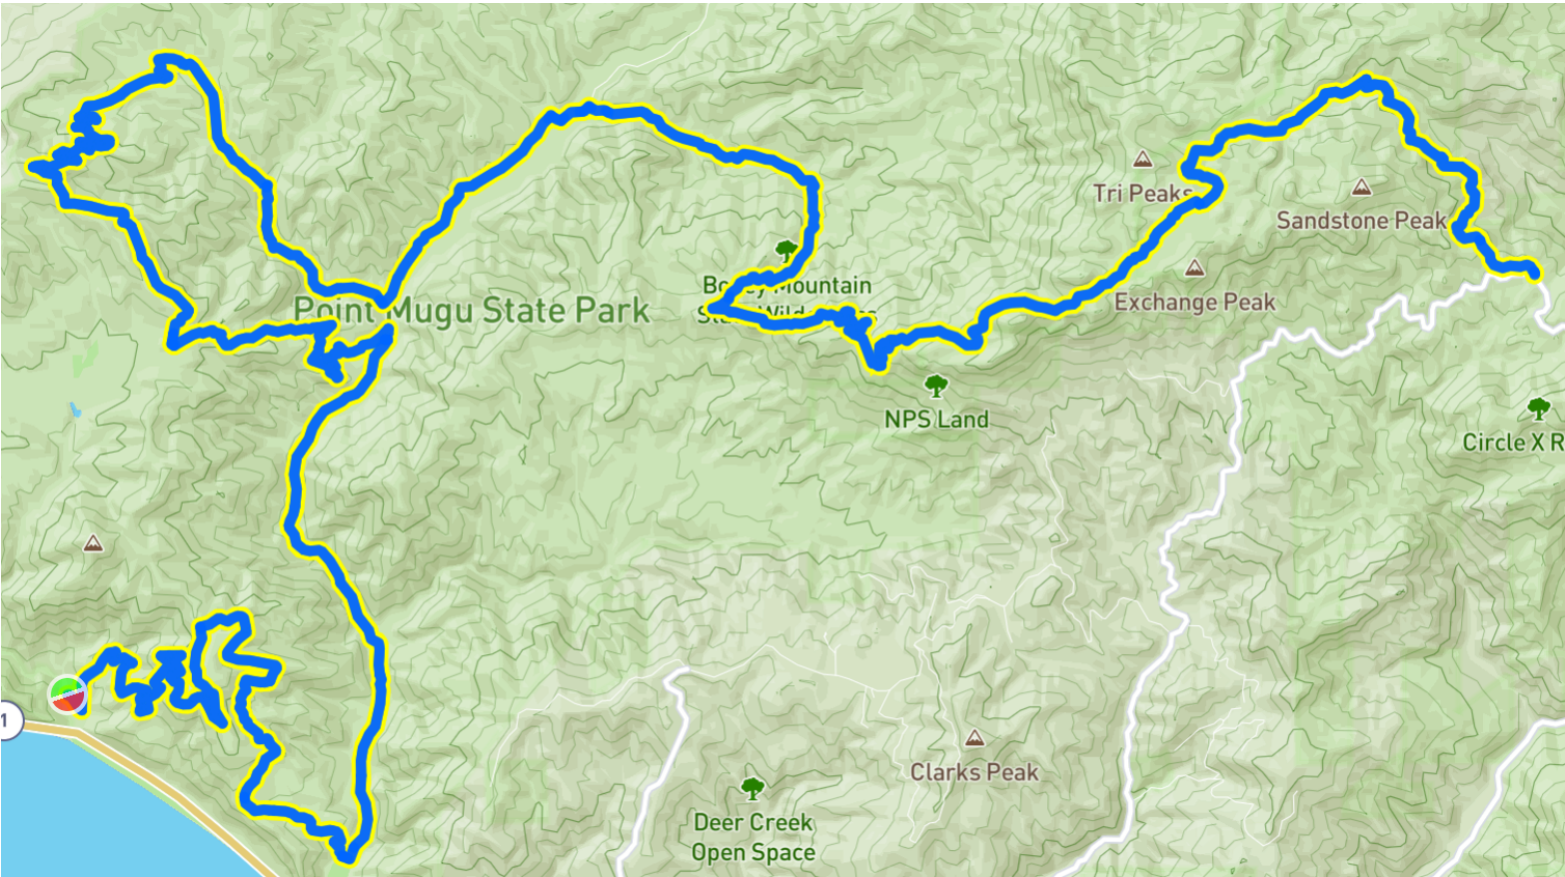 Tri Peaks
Sandstone Peak
Exchange Peak
Point Mugu State Park
Mountain
NPS Land
Circle X R
1
Clarks Peak
Deer Creek
Open Space